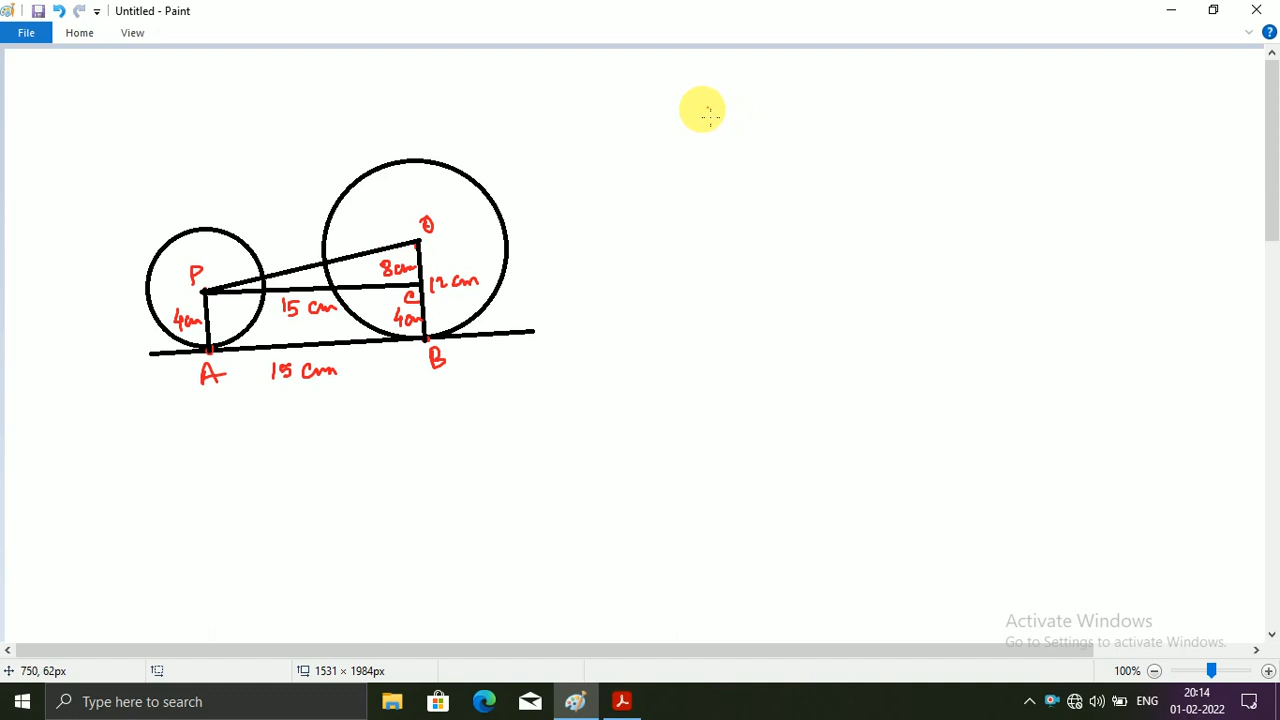 Untitled - Paint
File Home View
O
P
8cm
12 cm
C
15 cm
4cm
4cm
A
15 cm
B
Activate Windows
Go to Settings to activate Windows.
750, 62px
1531 × 1984px
100%
Type here to search
ENG
20:14
01-02-2022